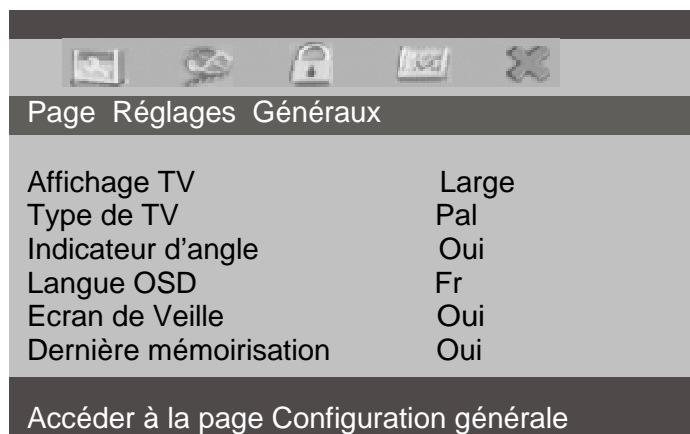 Page Réglages Généraux
Affichage TV Large
Type de TV Pal
Indicateur d'angle Oui
Langue OSD Fr
Ecran de Veille Oui
Dernière mémoirisation Oui
Accéder à la page Configuration générale